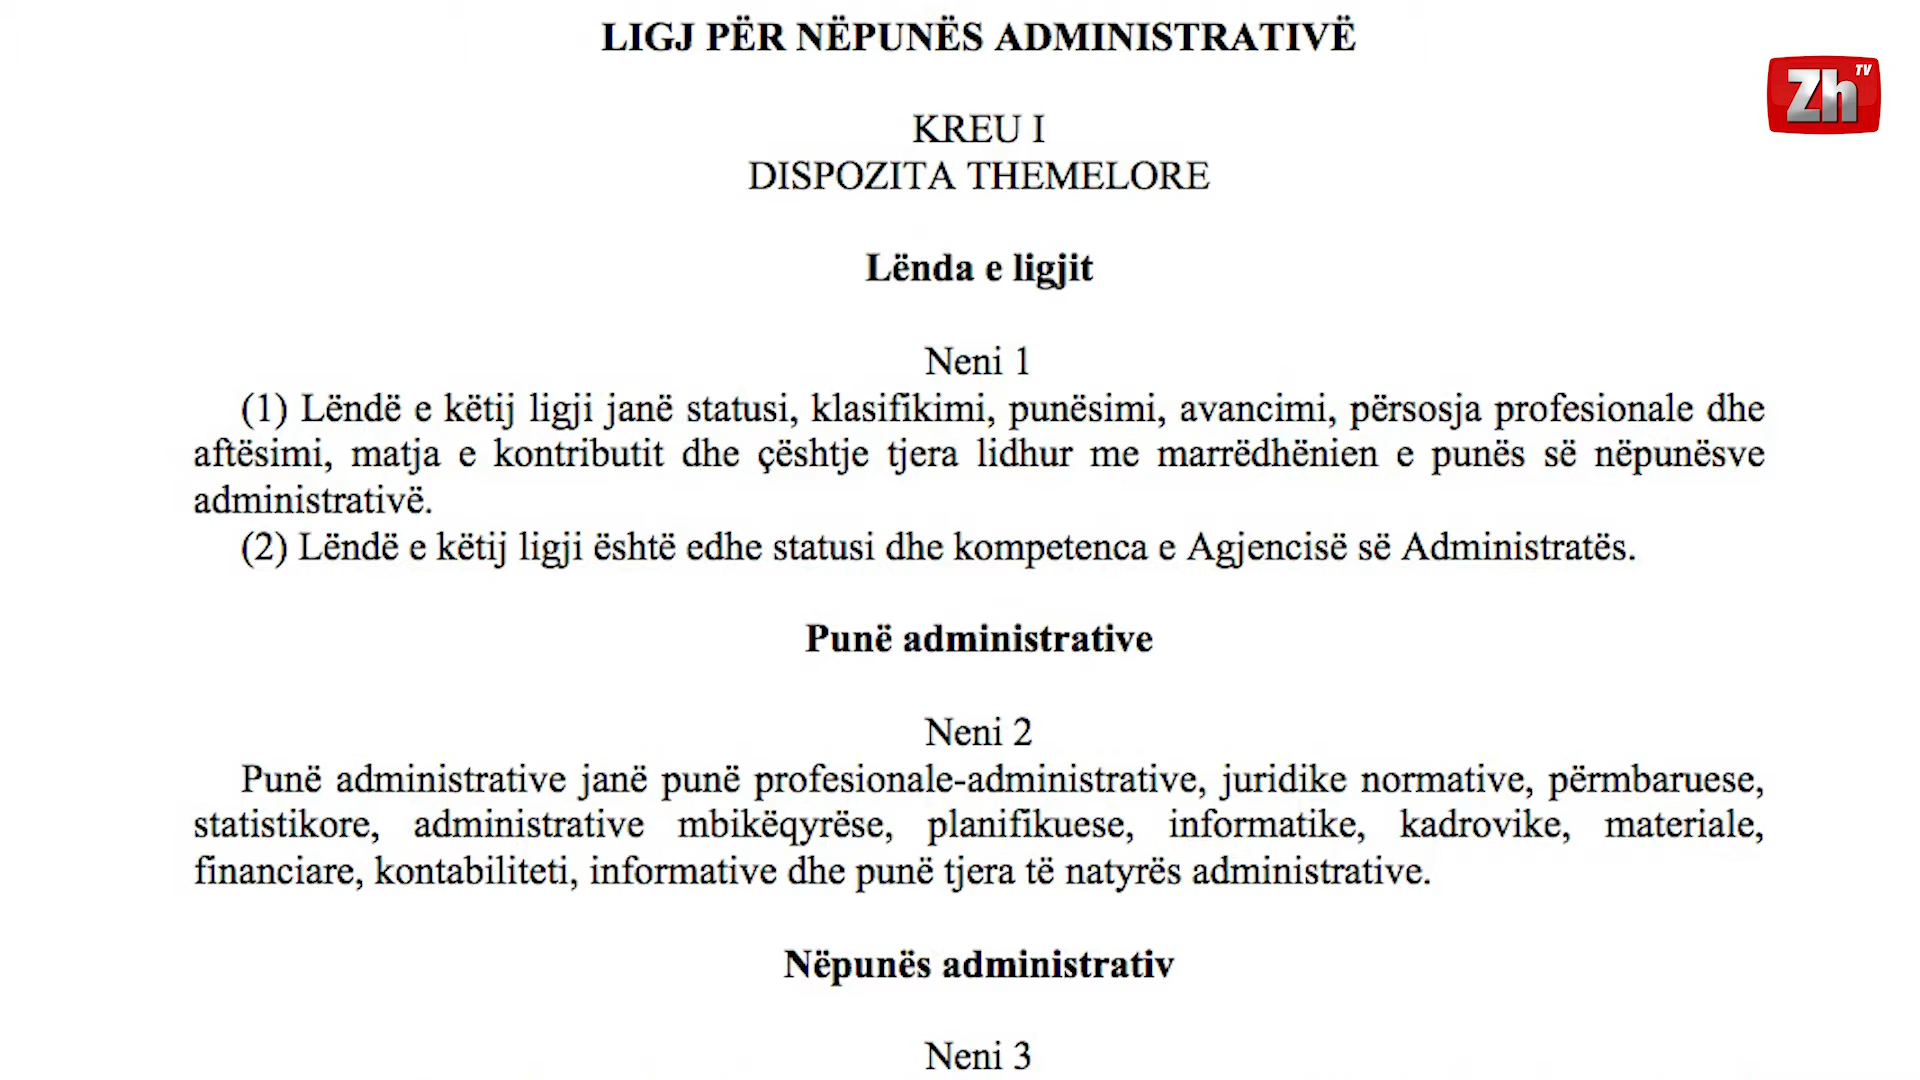 LIGJ PËR NËPUNËS ADMINISTRATIVË
Zh TV
KREU I
DISPOZITA THEMELORE
Lënda e ligjit
Neni 1
(1) Lëndë e këtij ligji janë statusi, klasifikimi, punësimi, avancimi, përsosja profesionale dhe
aftësimi, matja e kontributit dhe çështje tjera lidhur me marrëdhënien e punës së nëpunësve
administrativë.
(2) Lëndë e këtij ligji është edhe statusi dhe kompetenca e Agjencisë së Administratës.
Punë administrative
Neni 2
Punë administrative janë punë profesionale-administrative, juridike normative, përmbaruese,
statistikore, administrative mbikëqyrëse, planifikuese, informatike, kadrovike, materiale,
financiare, kontabiliteti, informative dhe punë tjera të natyrës administrative.
Nëpunës administrativ
Neni 3